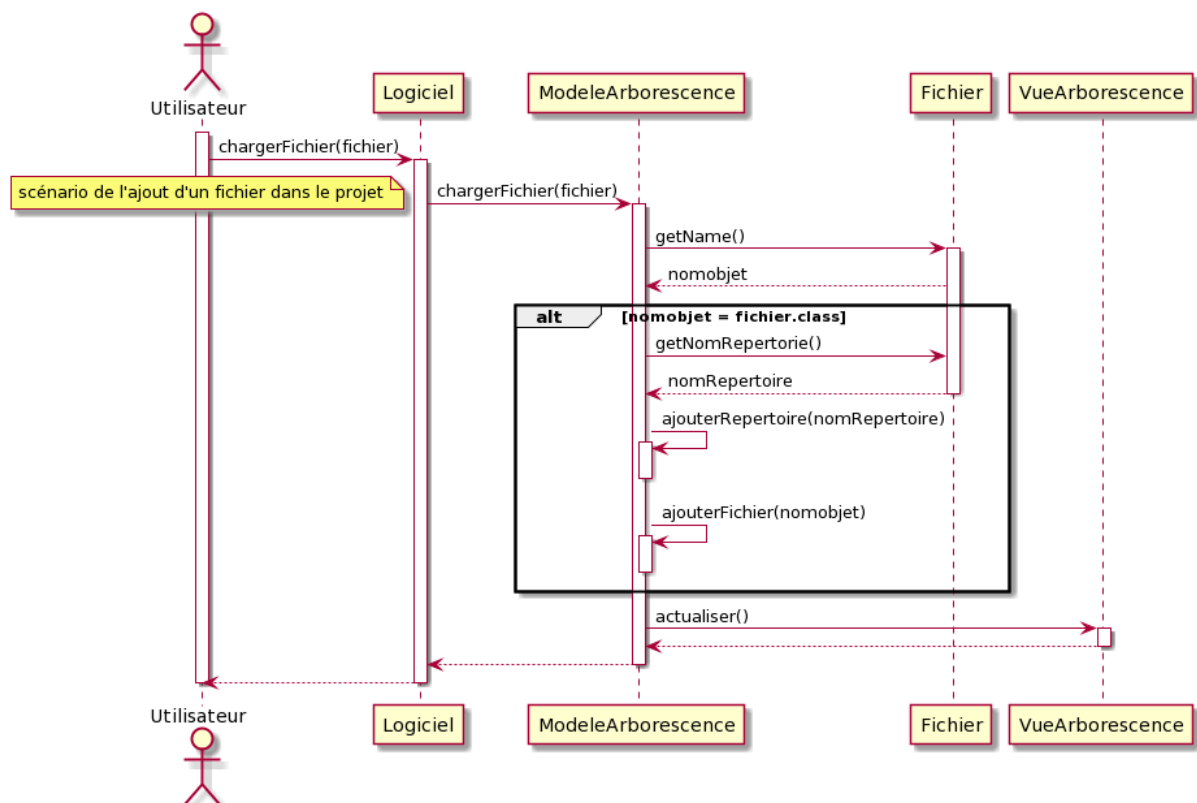 Utilisateur
Logiciel
ModeleArborescence
Fichier
VueArborescence
chargerFichier(fichier)
scénario de l'ajout d'un fichier dans le projet
chargerFichier(fichier)
getName()
nomobjet
alt
[nomobjet = fichier.class]
getNomRepertorie()
nomRepertoire
ajouterRepertoire(nomRepertoire)
ajouterFichier(nomobjet)
actualiser()
Utilisateur
Logiciel
ModeleArborescence
Fichier
VueArborescence